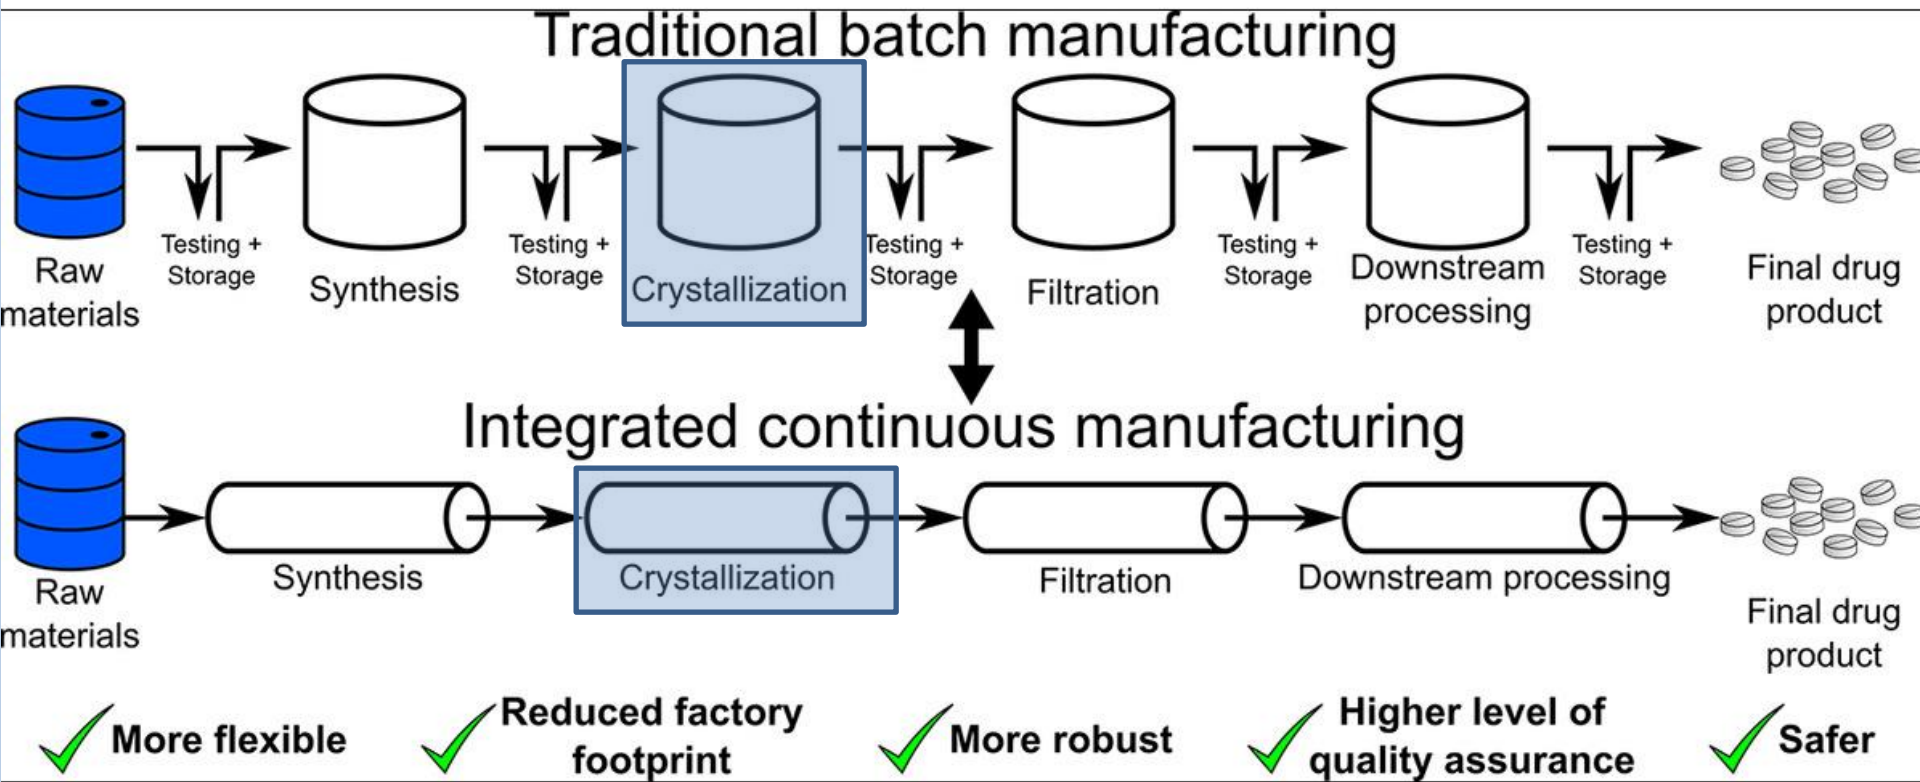 Traditional batch manufacturing
Testing +
Storage
Testing +
Storage
Testing +
Storage
Testing +
Storage
Testing +
Storage
Raw
materials
Synthesis
Crystallization
Filtration
Downstream
processing
Final drug
product
Integrated continuous manufacturing
Raw
materials
Synthesis
Crystallization
Filtration
Downstream processing
Final drug
product
More flexible
Reduced factory
footprint
More robust
Higher level of
quality assurance
Safer